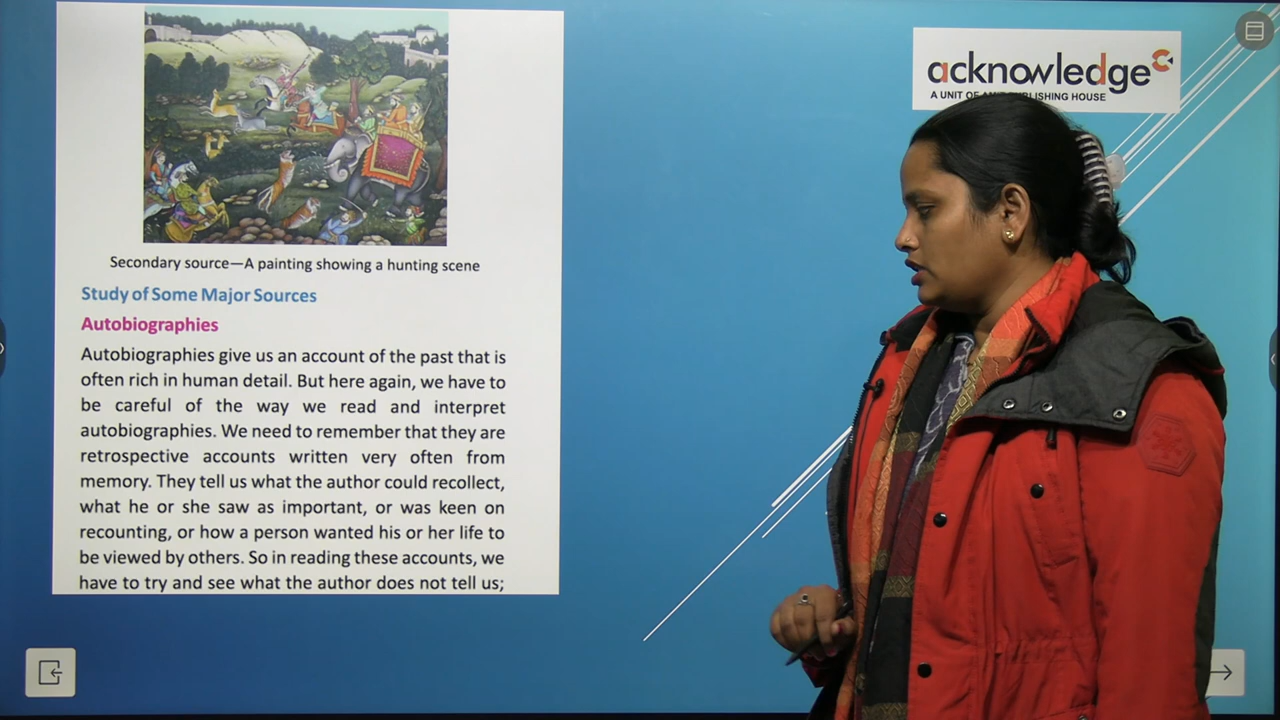 acknowledge
A UNIT OF PUBLISHING HOUSE
Secondary source—A painting showing a hunting scene
Study of Some Major Sources
Autobiographies
Autobiographies give us an account of the past that is
often rich in human detail. But here again, we have to
be careful of the way we read and interpret
autobiographies. We need to remember that they are
retrospective accounts written very often from
memory. They tell us what the author could recollect,
what he or she saw as important, or was keen on
recounting, or how a person wanted his or her life to
be viewed by others. So in reading these accounts, we
have to try and see what the author does not tell us;